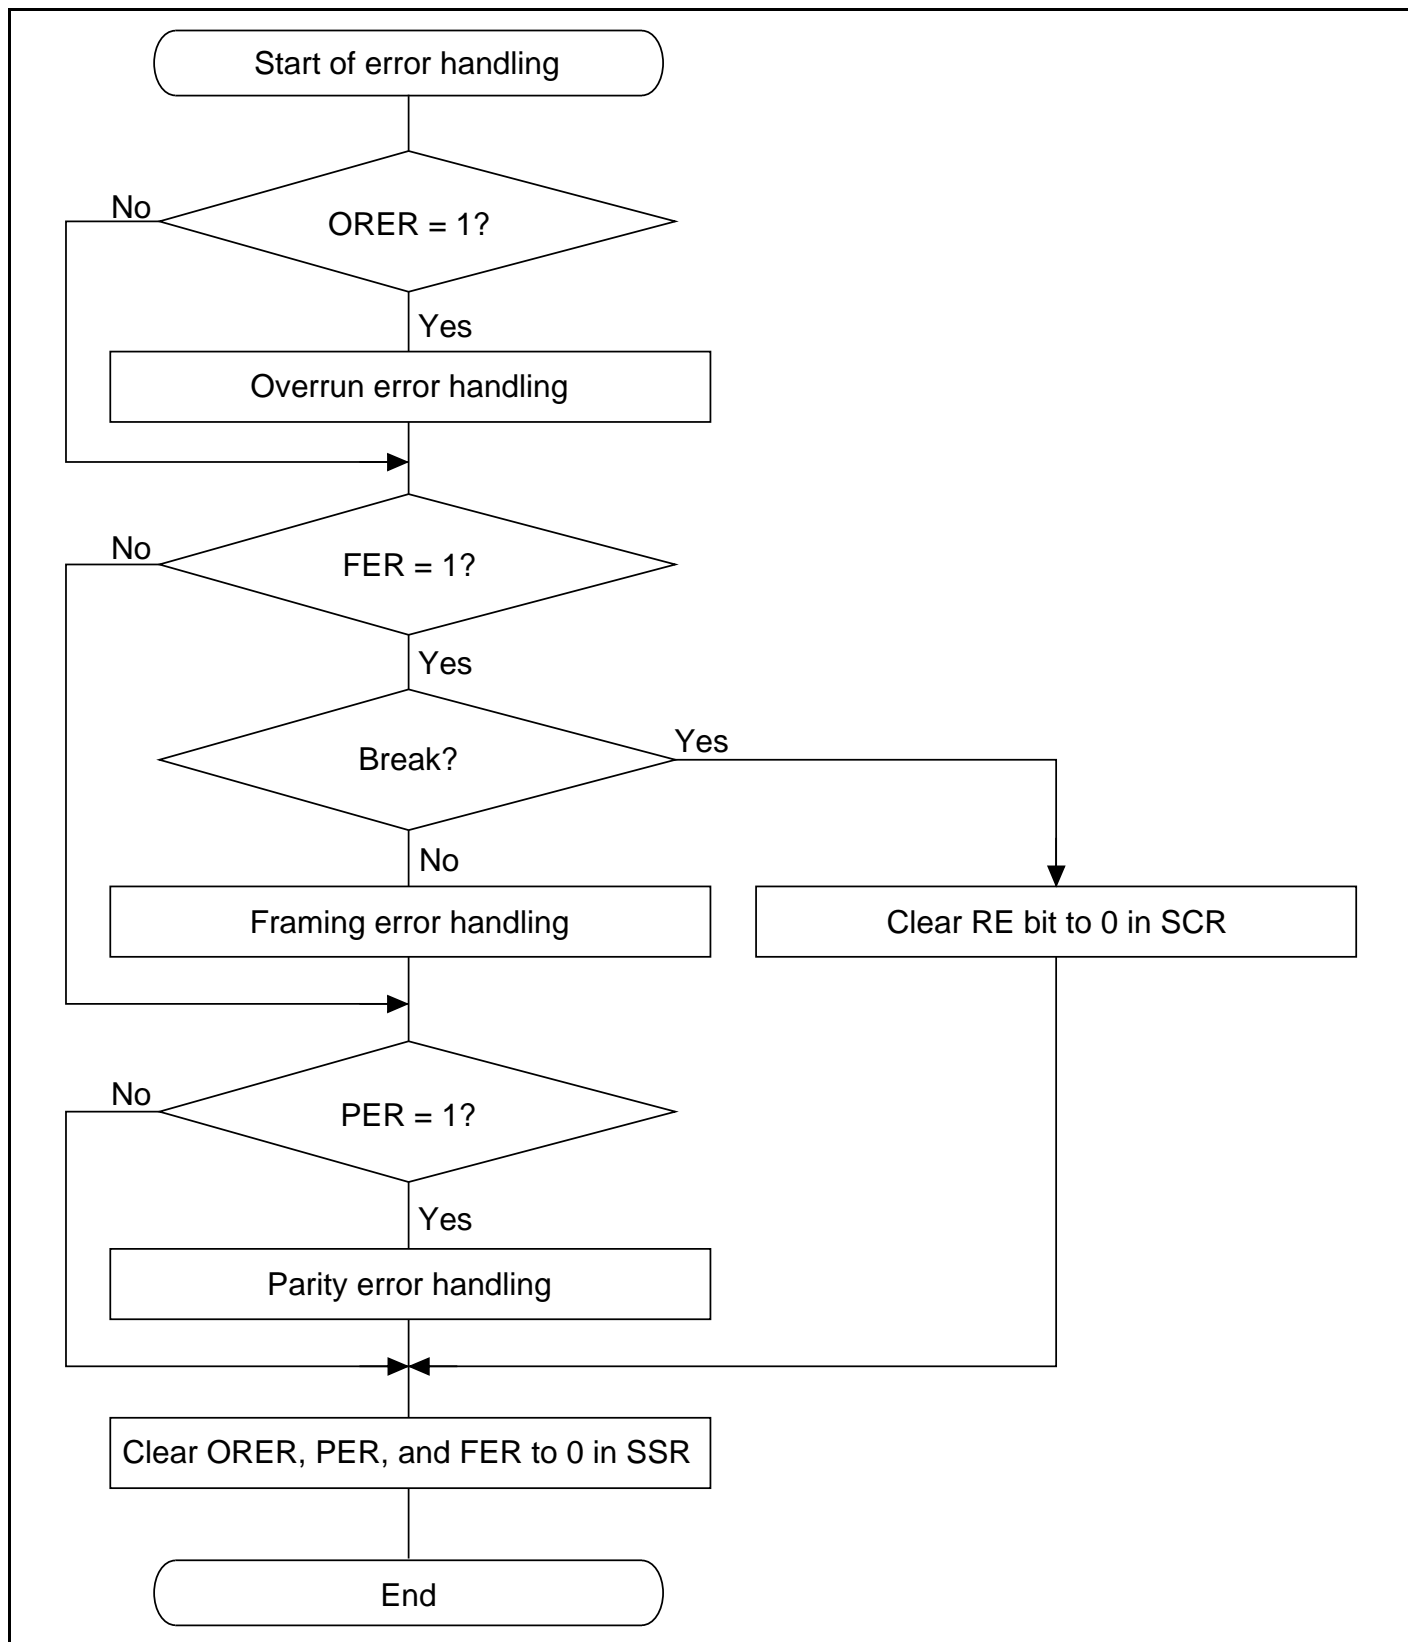 Start of error handling
No
ORER = 1?
Yes
Overrun error handling
No
FER = 1?
Yes
Break?
Yes
No
Framing error handling
Clear RE bit to 0 in SCR
No
PER = 1?
Yes
Parity error handling
Clear ORER, PER, and FER to 0 in SSR
End